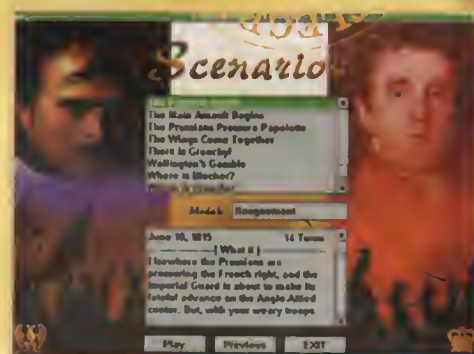 Scenario
The Main Assault Begins
The Prussians Pressure Papelotte
The Wings Come Together
There is Grouchy!
Wellington's Gamble
Where is Blucher?
June 18, 1815 14 Turns
[ What if ]
Elsewhere the Prussians are
pressuring the French right, and the
Imperial Guard is about to make its
fateful advance on the Anglo-Allied
center. But, with your weary troops
Play Previous EXIT